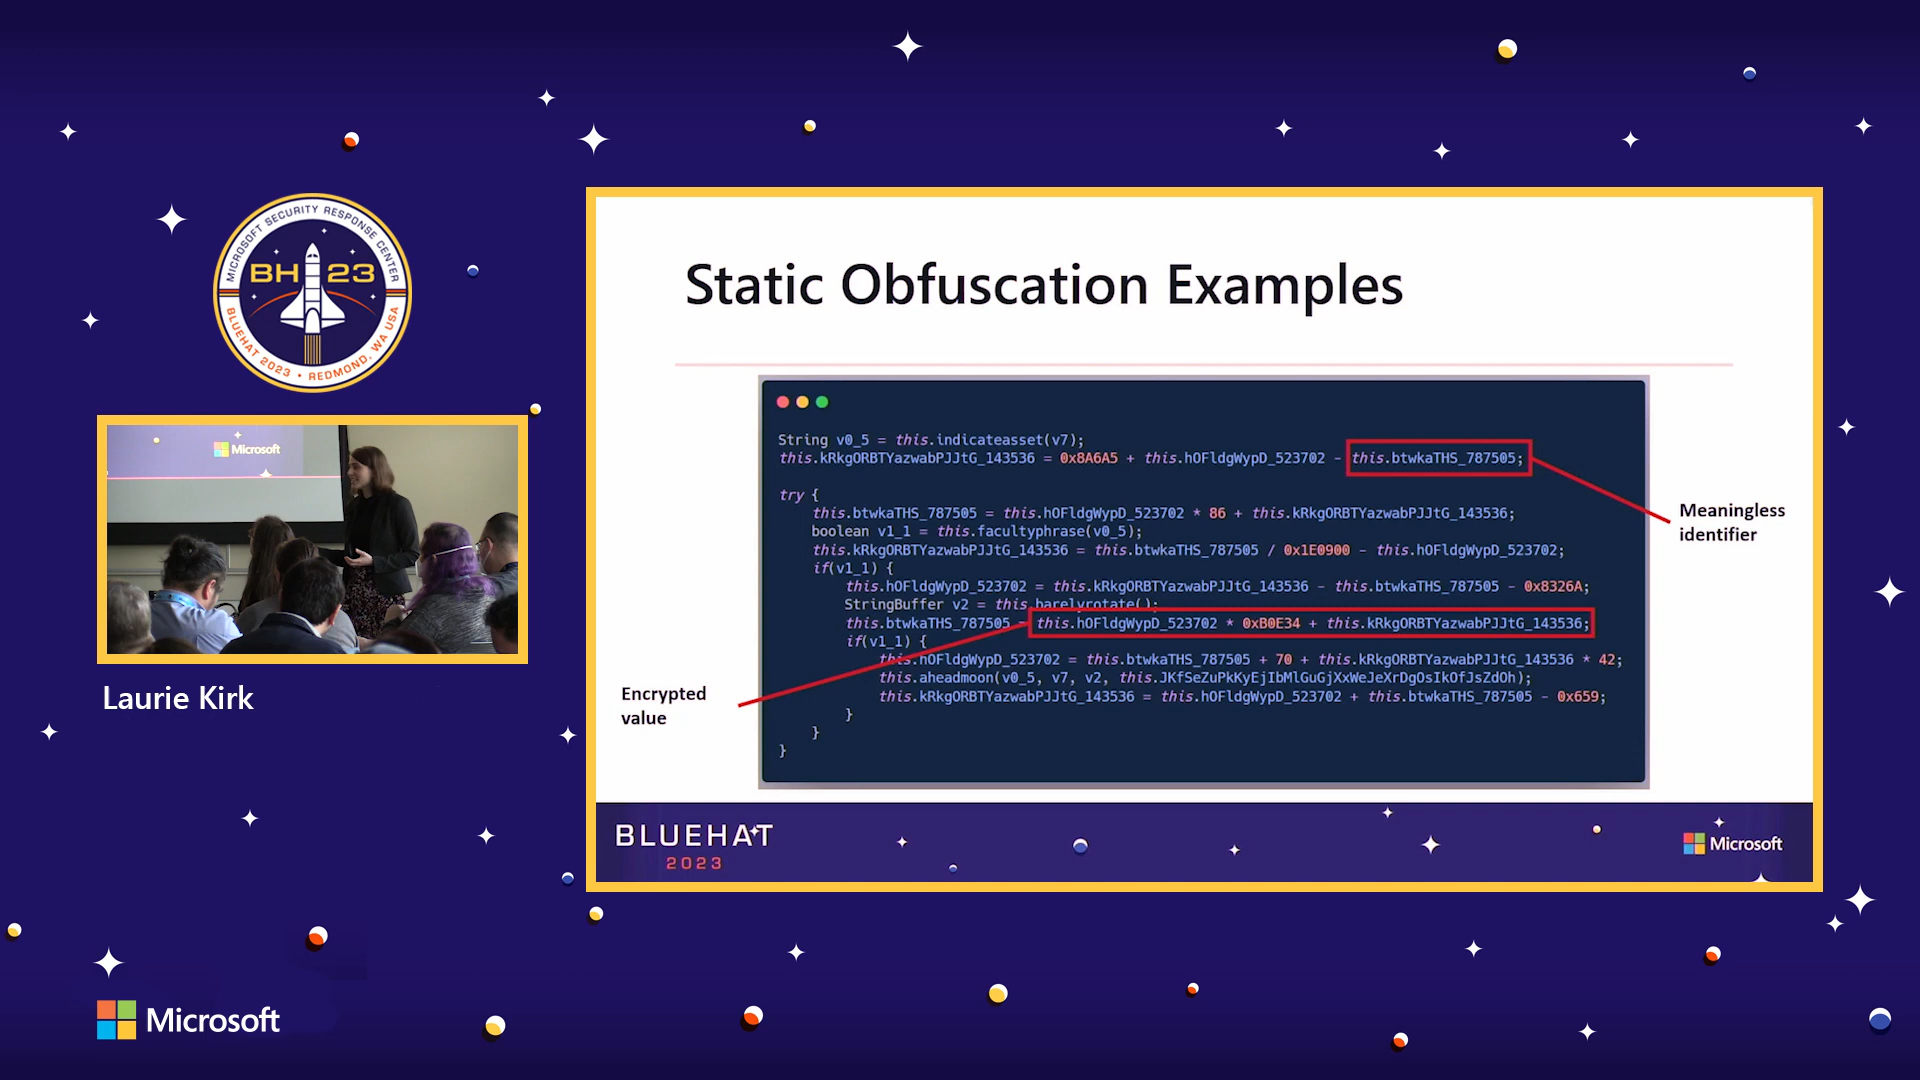 MICROSOFT SECURITY RESPONSE CENTER
BH 23
BLUEHAT 2023 • REDMOND, WA USA
Microsoft
Laurie Kirk
Microsoft
Static Obfuscation Examples
String v0_5 = this.indicateasset(v7);
this.kRkgORBTYazwabPJJtG_143536 = 0x8A6A5 + this.hOFldgWypD_523702 - this.btwkaTHS_787505;
try {
this.btwkaTHS_787505 = this.hOFldgWypD_523702 * 86 + this.kRkgORBTYazwabPJJtG_143536;
boolean v1_1 = this.facultyphrase(v0_5);
this.kRkgORBTYazwabPJJtG_143536 = this.btwkaTHS_787505 / 0x1E0900 - this.hOFldgWypD_523702;
if(v1_1) {
this.hOFldgWypD_523702 = this.kRkgORBTYazwabPJJtG_143536 - this.btwkaTHS_787505 - 0x8326A;
StringBuffer v2 = this.barelyrotate();
this.btwkaTHS_787505 = this.hOFldgWypD_523702 * 0xB0E34 + this.kRkgORBTYazwabPJJtG_143536;
if(v1_1) {
this.hOFldgWypD_523702 = this.btwkaTHS_787505 + 70 + this.kRkgORBTYazwabPJJtG_143536 * 42;
this.aheadmoon(v0_5, v7, v2, this.JKfSeZuPkKyEjIbMlGuGjXxWeJeXrDgOsIkOfJsZdOh);
this.kRkgORBTYazwabPJJtG_143536 = this.hOFldgWypD_523702 + this.btwkaTHS_787505 - 0x659;
}
}
}
Meaningless
identifier
Encrypted
value
BLUEHAT
2023
Microsoft